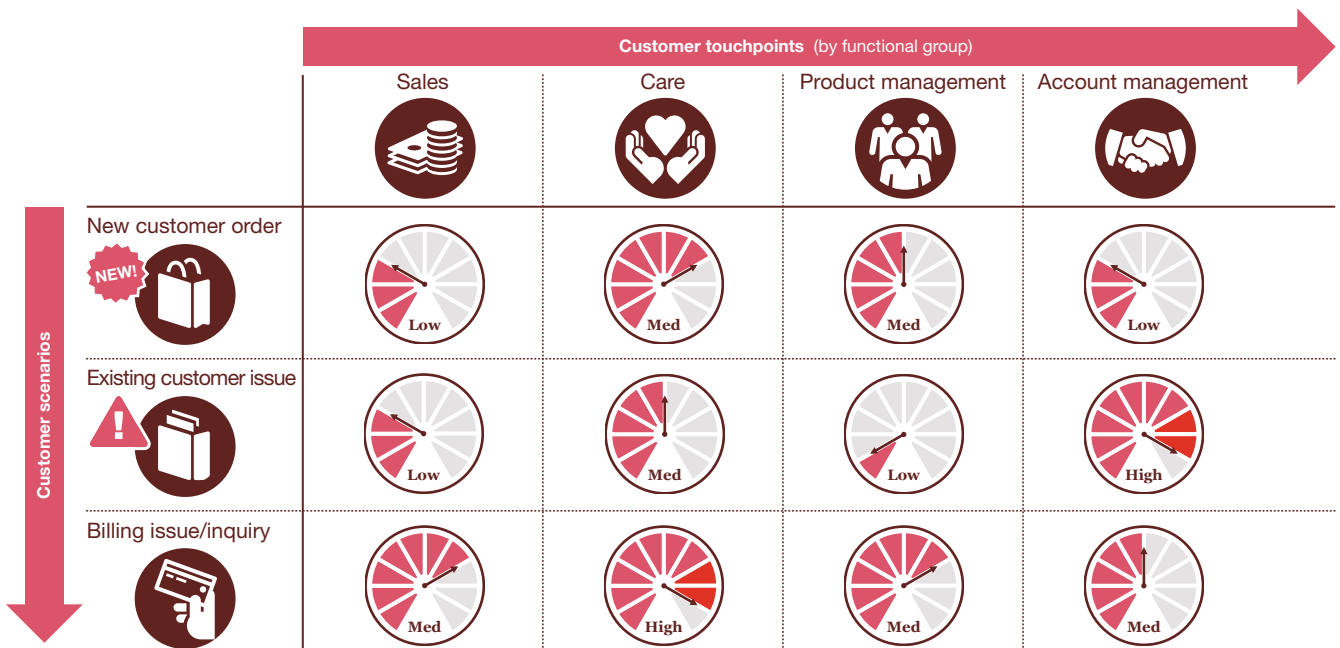 Customer touchpoints (by functional group)
Sales
Care
Product management
Account management
Customer scenarios
New customer order
NEW!
Low
Med
Med
Low
Existing customer issue
!
Low
Med
Low
High
Billing issue/inquiry
Med
High
Med
Med